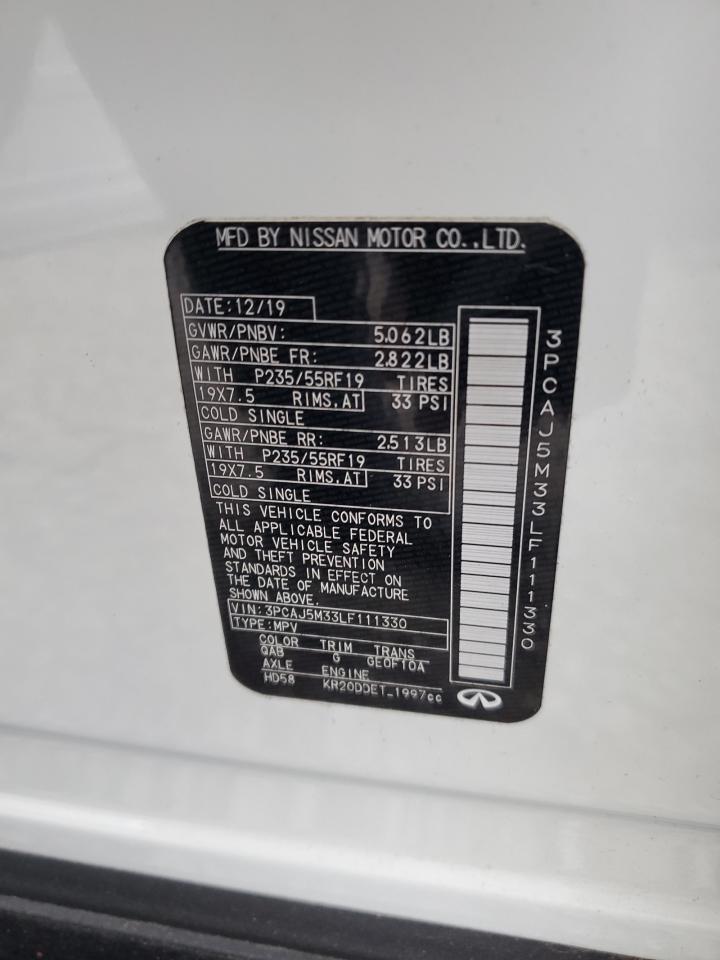 MFD BY NISSAN MOTOR CO.,LTD.
DATE:12/19
GVWR/PNBV: 5.062LB
GAWR/PNBE FR: 2.822LB
WITH P235/55RF19 TIRES
19X7.5 RIMS,AT 33 PSI
COLD SINGLE
GAWR/PNBE RR: 2.513LB
WITH P235/55RF19 TIRES
19X7.5 RIMS,AT 33 PSI
COLD SINGLE
THIS VEHICLE CONFORMS TO
ALL APPLICABLE FEDERAL
MOTOR VEHICLE SAFETY
AND THEFT PREVENTION
STANDARDS IN EFFECT ON
THE DATE OF MANUFACTURE
SHOWN ABOVE.
VIN:3PCAJ5M33LF111330
TYPE:MPV
COLOR TRIM TRANS
QAB G GE0F10A
AXLE ENGINE
HD58 KR20DDET_1997cc
3PCAJ5M33LF111330